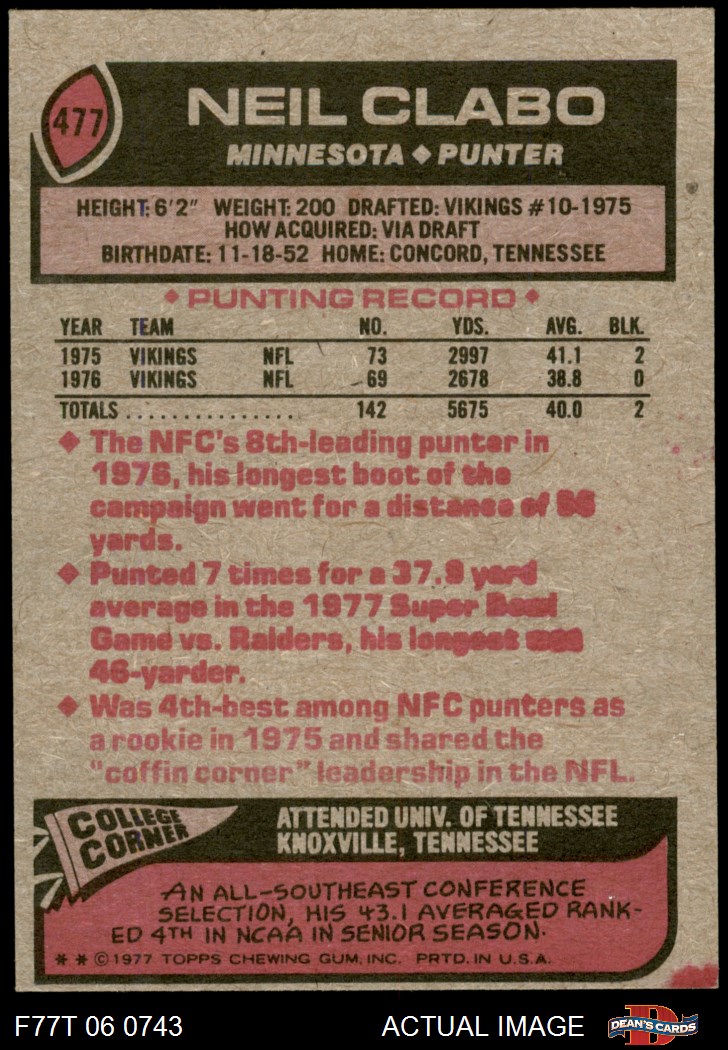 477
NEIL CLABO
MINNESOTA ◆ PUNTER
HEIGHT: 6'2" WEIGHT: 200 DRAFTED: VIKINGS #10-1975
HOW ACQUIRED: VIA DRAFT
BIRTHDATE: 11-18-52 HOME: CONCORD, TENNESSEE
◆ PUNTING RECORD ◆
YEAR TEAM NO. YDS. AVG. BLK.
1975 VIKINGS NFL 73 2997 41.1 2
1976 VIKINGS NFL 69 2678 38.8 0
TOTALS ................ 142 5675 40.0 2
◆ The NFC's 8th-leading punter in
1976, his longest boot of the
campaign went for a distance of
yards.
◆ Punted 7 times for a 37.9 yard
average in the 1977 Super Bowl
Game vs. Raiders, his longest
46-yarder.
◆ Was 4th-best among NFC punters as
a rookie in 1975 and shared the
"coffin corner" leadership in the NFL.
COLLEGE
CORNER
ATTENDED UNIV. OF TENNESSEE
KNOXVILLE, TENNESSEE
AN ALL-SOUTHEAST CONFERENCE
SELECTION, HIS 43.1 AVERAGED RANK-
ED 4TH IN NCAA IN SENIOR SEASON.
* * © 1977 TOPPS CHEWING GUM, INC. PRTD. IN U.S.A.
F77T 06 0743 ACTUAL IMAGE D DEAN'S CARDS